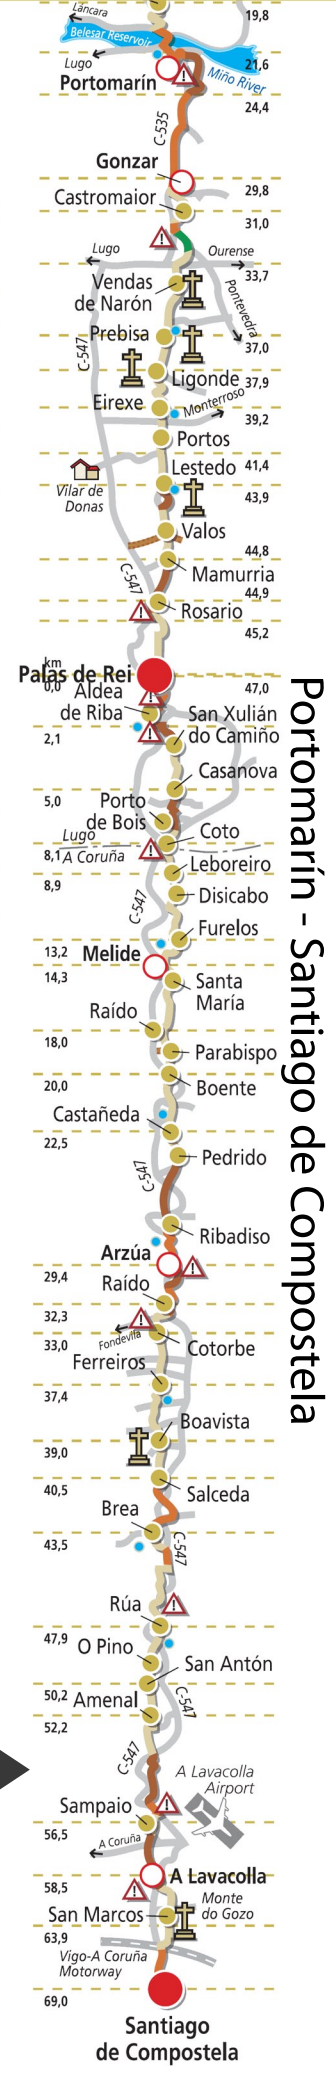 19,8
Láncara
Belesar Reservoir
Lugo
21,6
Miño River
Portomarín
24,4
C-535
Gonzar
29,8
Castromaior
31,0
Lugo
Ourense
33,7
Vendas
de Narón
Pontevedra
Prebisa
37,0
C-547
Ligonde
37,9
Eirexe
Monterroso
39,2
Portos
41,4
Lestedo
Vilar de
Donas
43,9
Valos
44,8
C-547
Mamurria
44,9
Rosario
45,2
km
Palas de Rei
0,0
47,0
Aldea
de Riba
San Xulián
do Camiño
2,1
Casanova
5,0
Porto
de Bois
Coto
Lugo
8,1
A Coruña
Leboreiro
8,9
Disicabo
C-547
Furelos
13,2
Melide
14,3
Santa
María
Raído
18,0
Parabispo
20,0
Boente
Castañeda
22,5
Pedrido
C-547
Ribadiso
Arzúa
29,4
Raído
32,3
33,0
Fondevila
Cotorbe
Ferreiros
37,4
Boavista
39,0
40,5
Salceda
Brea
43,5
C-547
Rúa
47,9
O Pino
San Antón
50,2
Amenal
C-547
52,2
C-547
A Lavacolla
Airport
Sampaio
56,5
A Coruña
A Lavacolla
58,5
Monte
do Gozo
San Marcos
63,9
Vigo-A Coruña
Motorway
69,0
Santiago
de Compostela
Portomarín - Santiago de Compostela